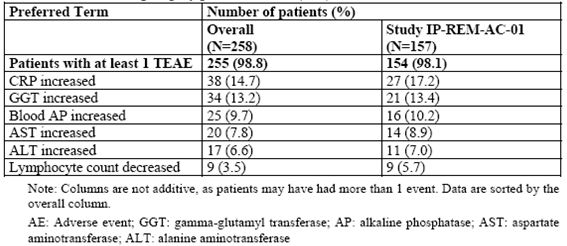 Preferred Term Number of patients (%)
Overall Study IP-REM-AC-01
(N=258) (N=157)
Patients with at least 1 TEAE 255 (98.8) 154 (98.1)
CRP increased 38 (14.7) 27 (17.2)
GGT increased 34 (13.2) 21 (13.4)
Blood AP increased 25 (9.7) 16 (10.2)
AST increased 20 (7.8) 14 (8.9)
ALT increased 17 (6.6) 11 (7.0)
Lymphocyte count decreased 9 (3.5) 9 (5.7)
Note: Columns are not additive, as patients may have had more than 1 event. Data are sorted by the
overall column.
AE: Adverse event; GGT: gamma-glutamyl transferase; AP: alkaline phosphatase; AST: aspartate
aminotransferase; ALT: alanine aminotransferase